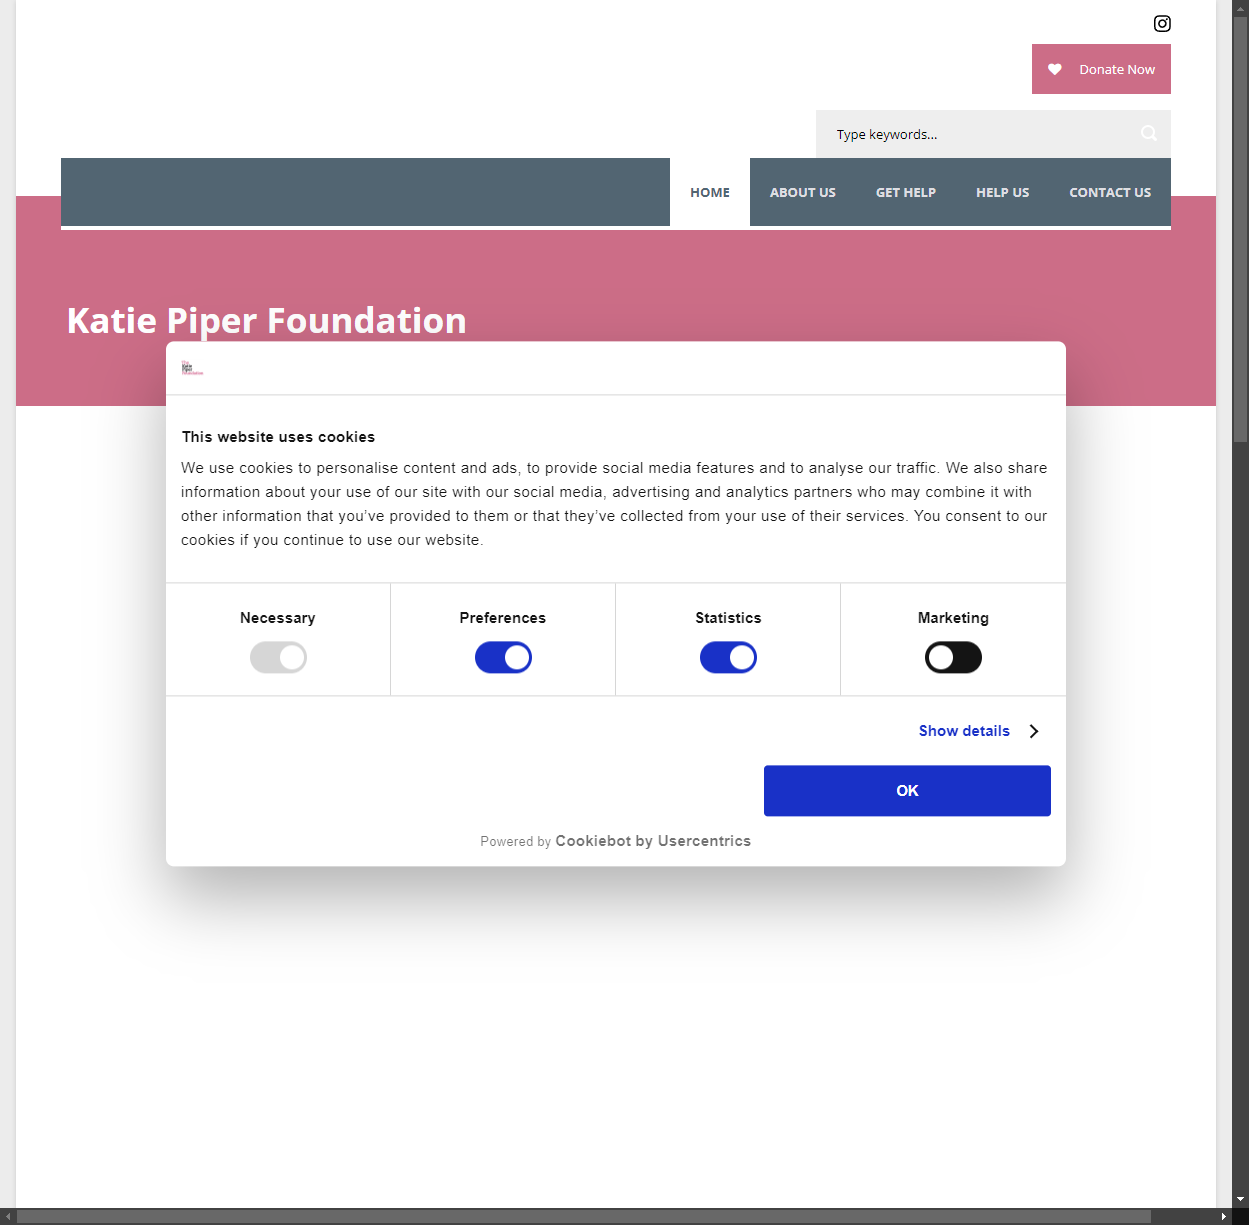 Donate Now
Type keywords...
HOME ABOUT US GET HELP HELP US CONTACT US
Katie Piper Foundation
This website uses cookies
We use cookies to personalise content and ads, to provide social media features and to analyse our traffic. We also share
information about your use of our site with our social media, advertising and analytics partners who may combine it with
other information that you've provided to them or that they've collected from your use of their services. You consent to our
cookies if you continue to use our website.
Necessary Preferences Statistics Marketing
Show details
OK
Powered by Cookiebot by Usercentrics